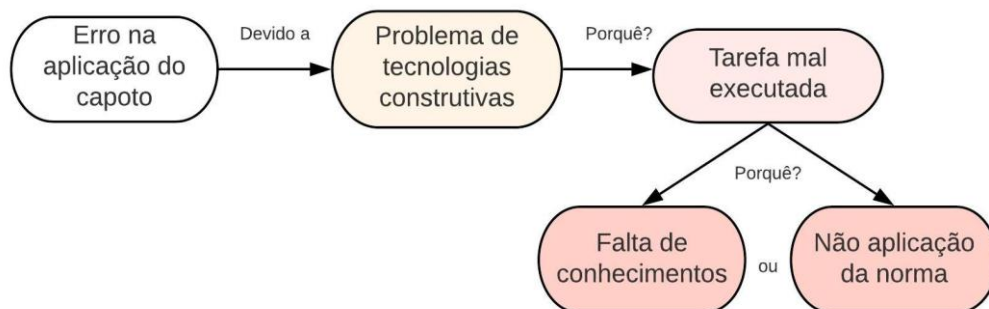 Erro na
aplicação do
capoto
Devido a
Problema de
tecnologias
construtivas
Porquê?
Tarefa mal
executada
Porquê?
Falta de
conhecimentos
ou
Não aplicação
da norma